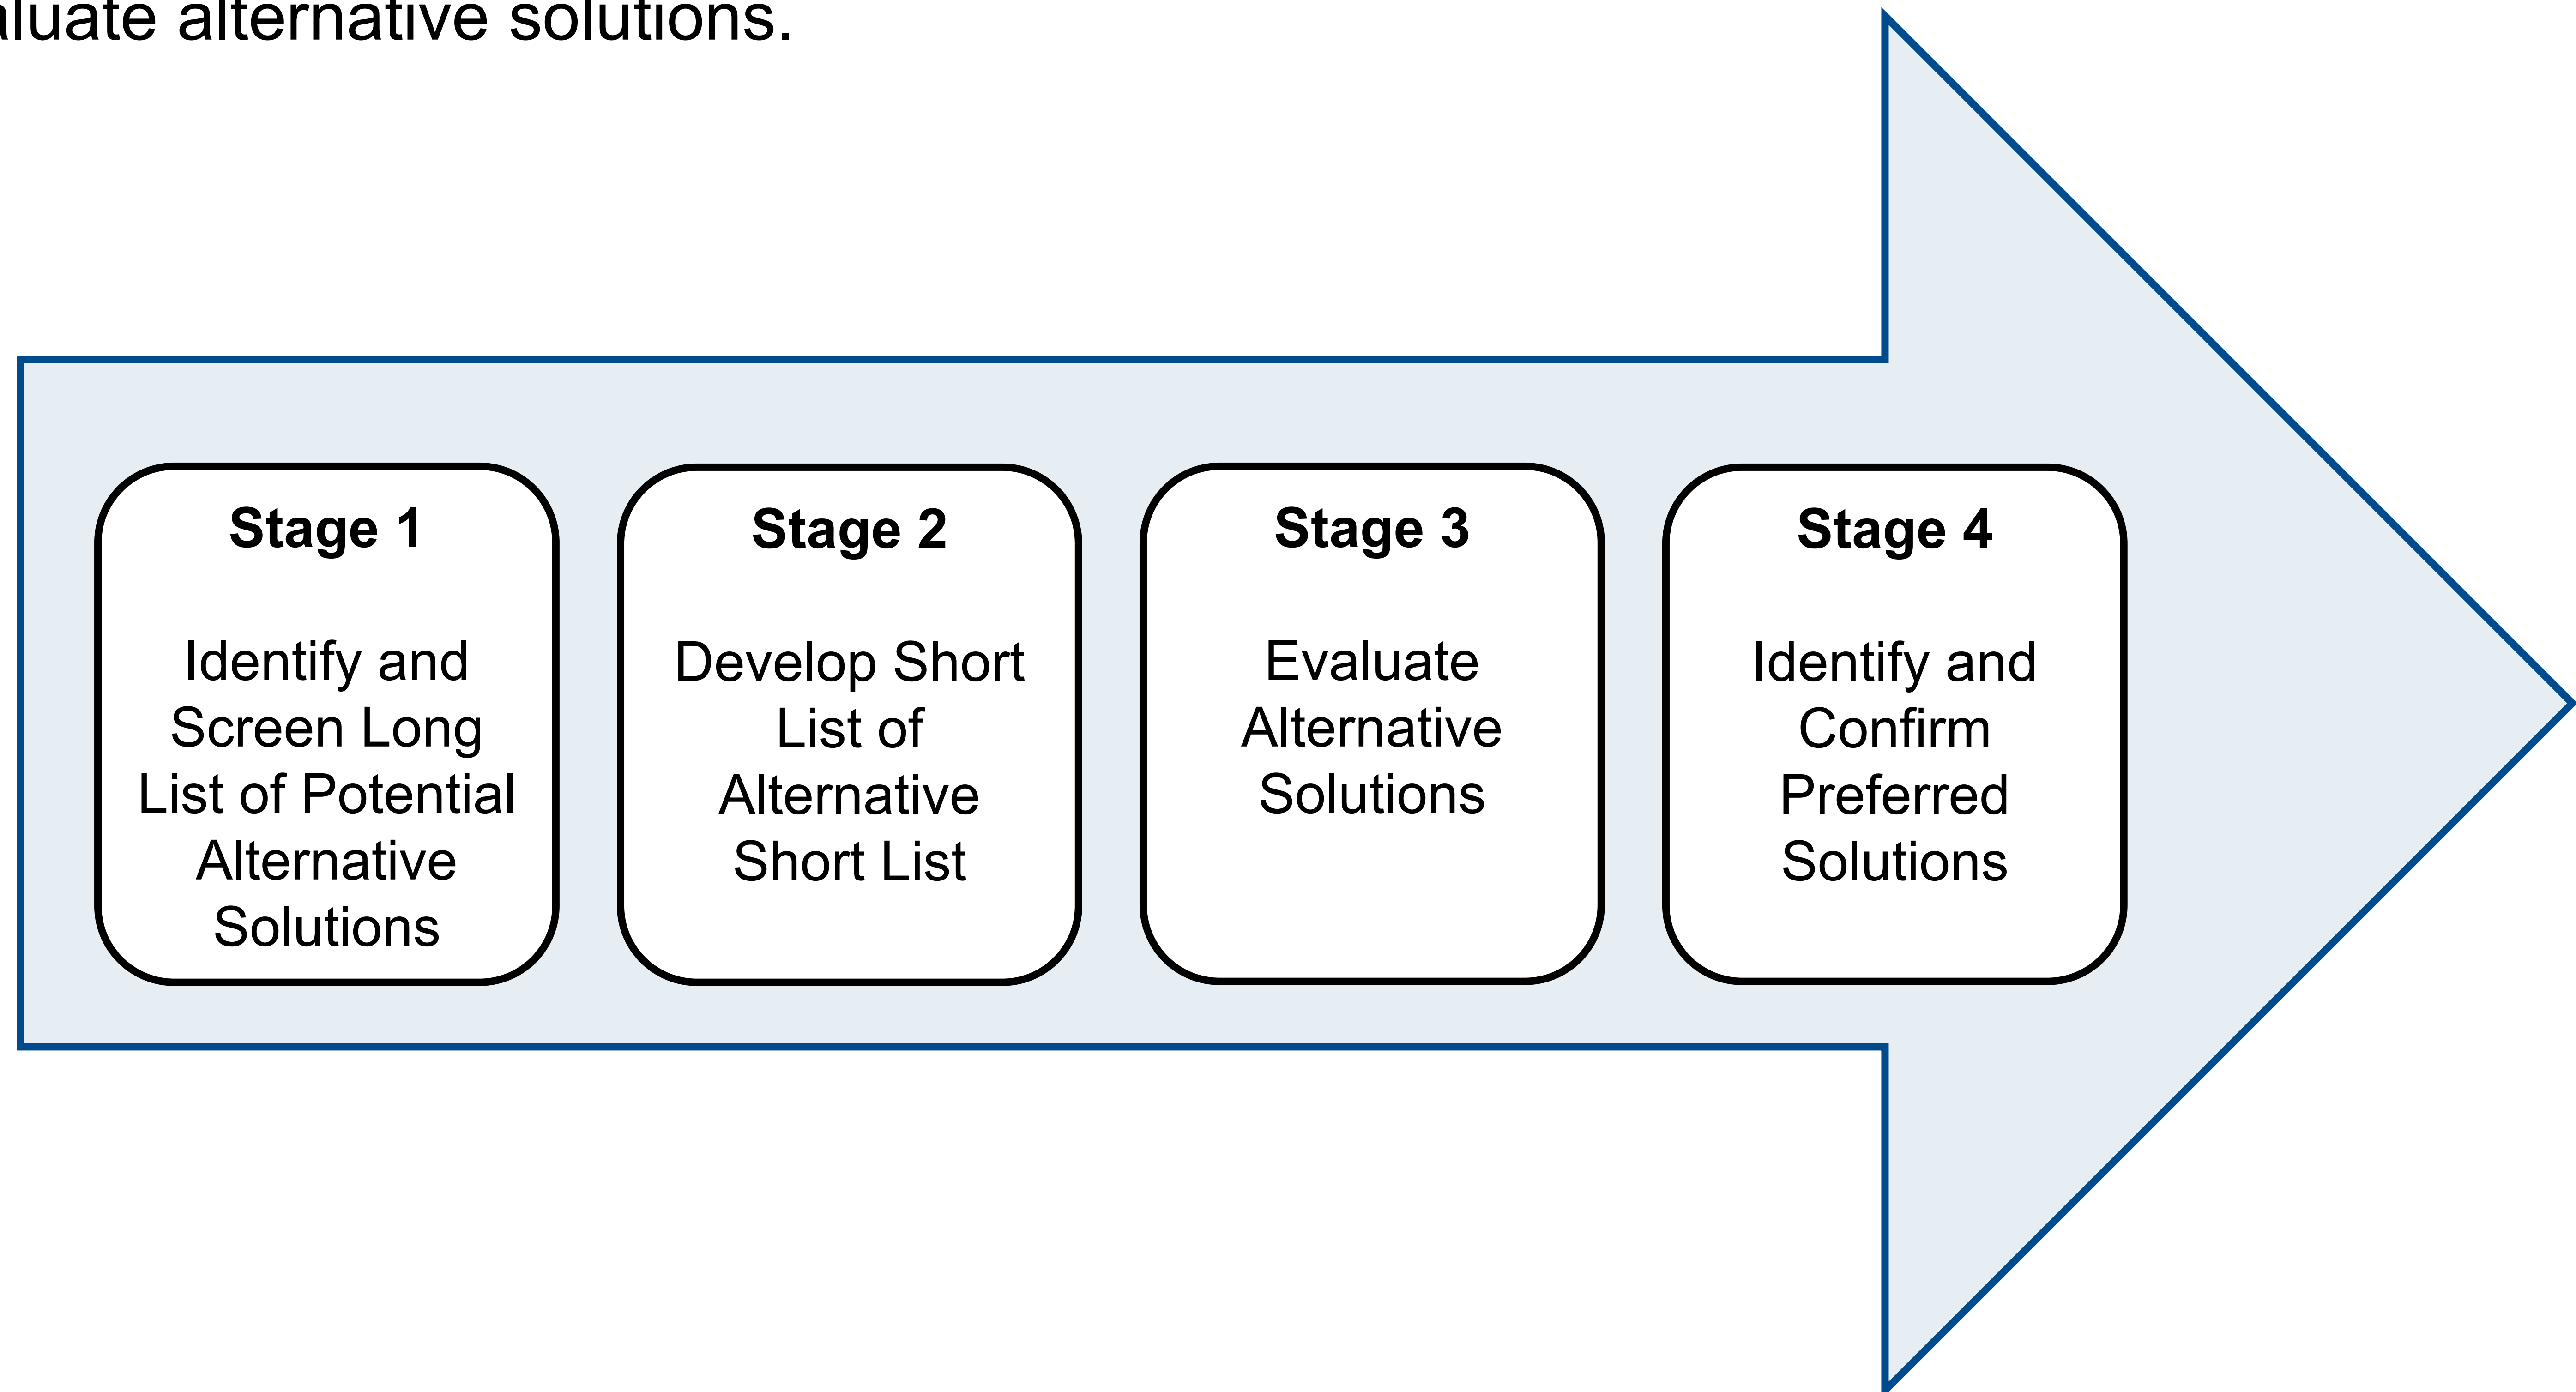 alternative solutions.
Stage 1
Identify and
Screen Long
List of Potential
Alternative
Solutions
Stage 2
Develop Short
List of
Alternative
Short List
Stage 3
Evaluate
Alternative
Solutions
Stage 4
Identify and
Confirm
Preferred
Solutions